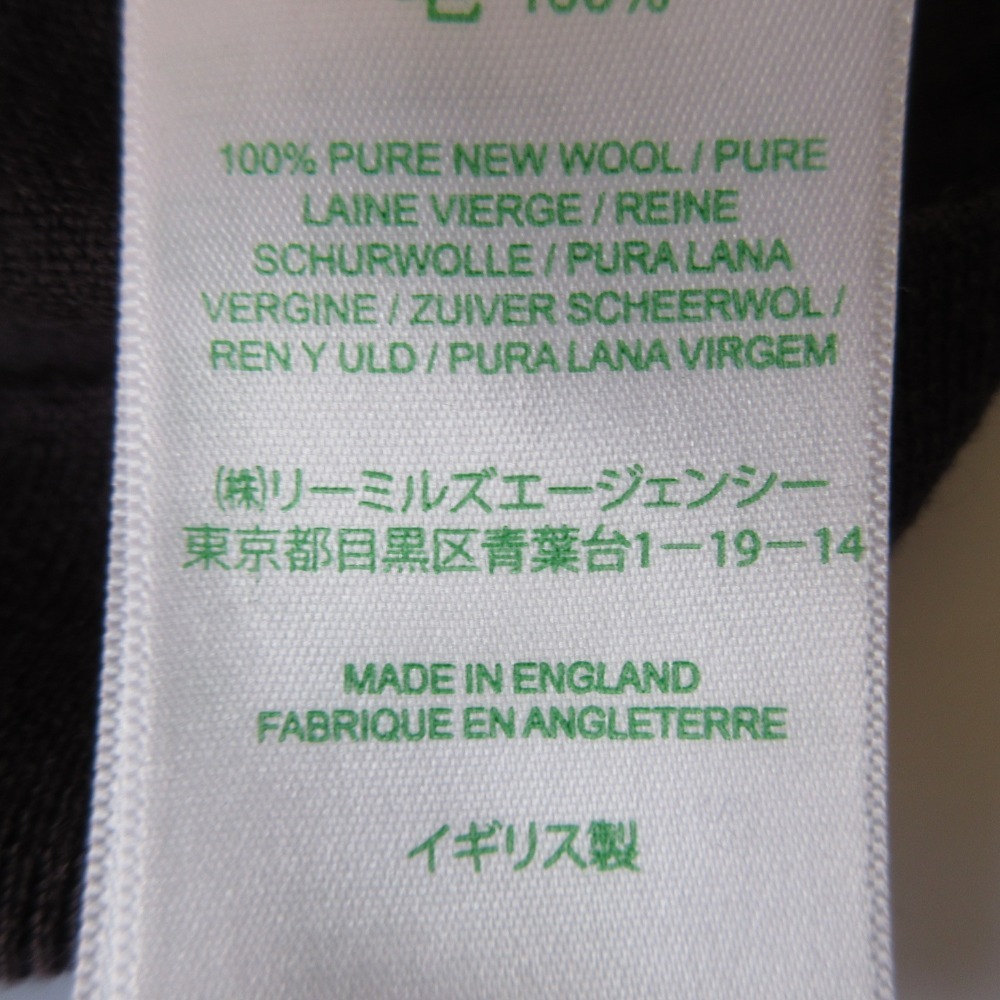 100%
100% PURE NEW WOOL / PURE
LAINE VIERGE / REINE
SCHURWOLLE / PURA LANA
VERGINE / ZUIVER SCHEERWOL /
REN Y ULD / PURA LANA VIRGEM
㈱リーミルズエージェンシー
東京都目黒区青葉台1−19−14
MADE IN ENGLAND
FABRIQUE EN ANGLETERRE
イギリス製